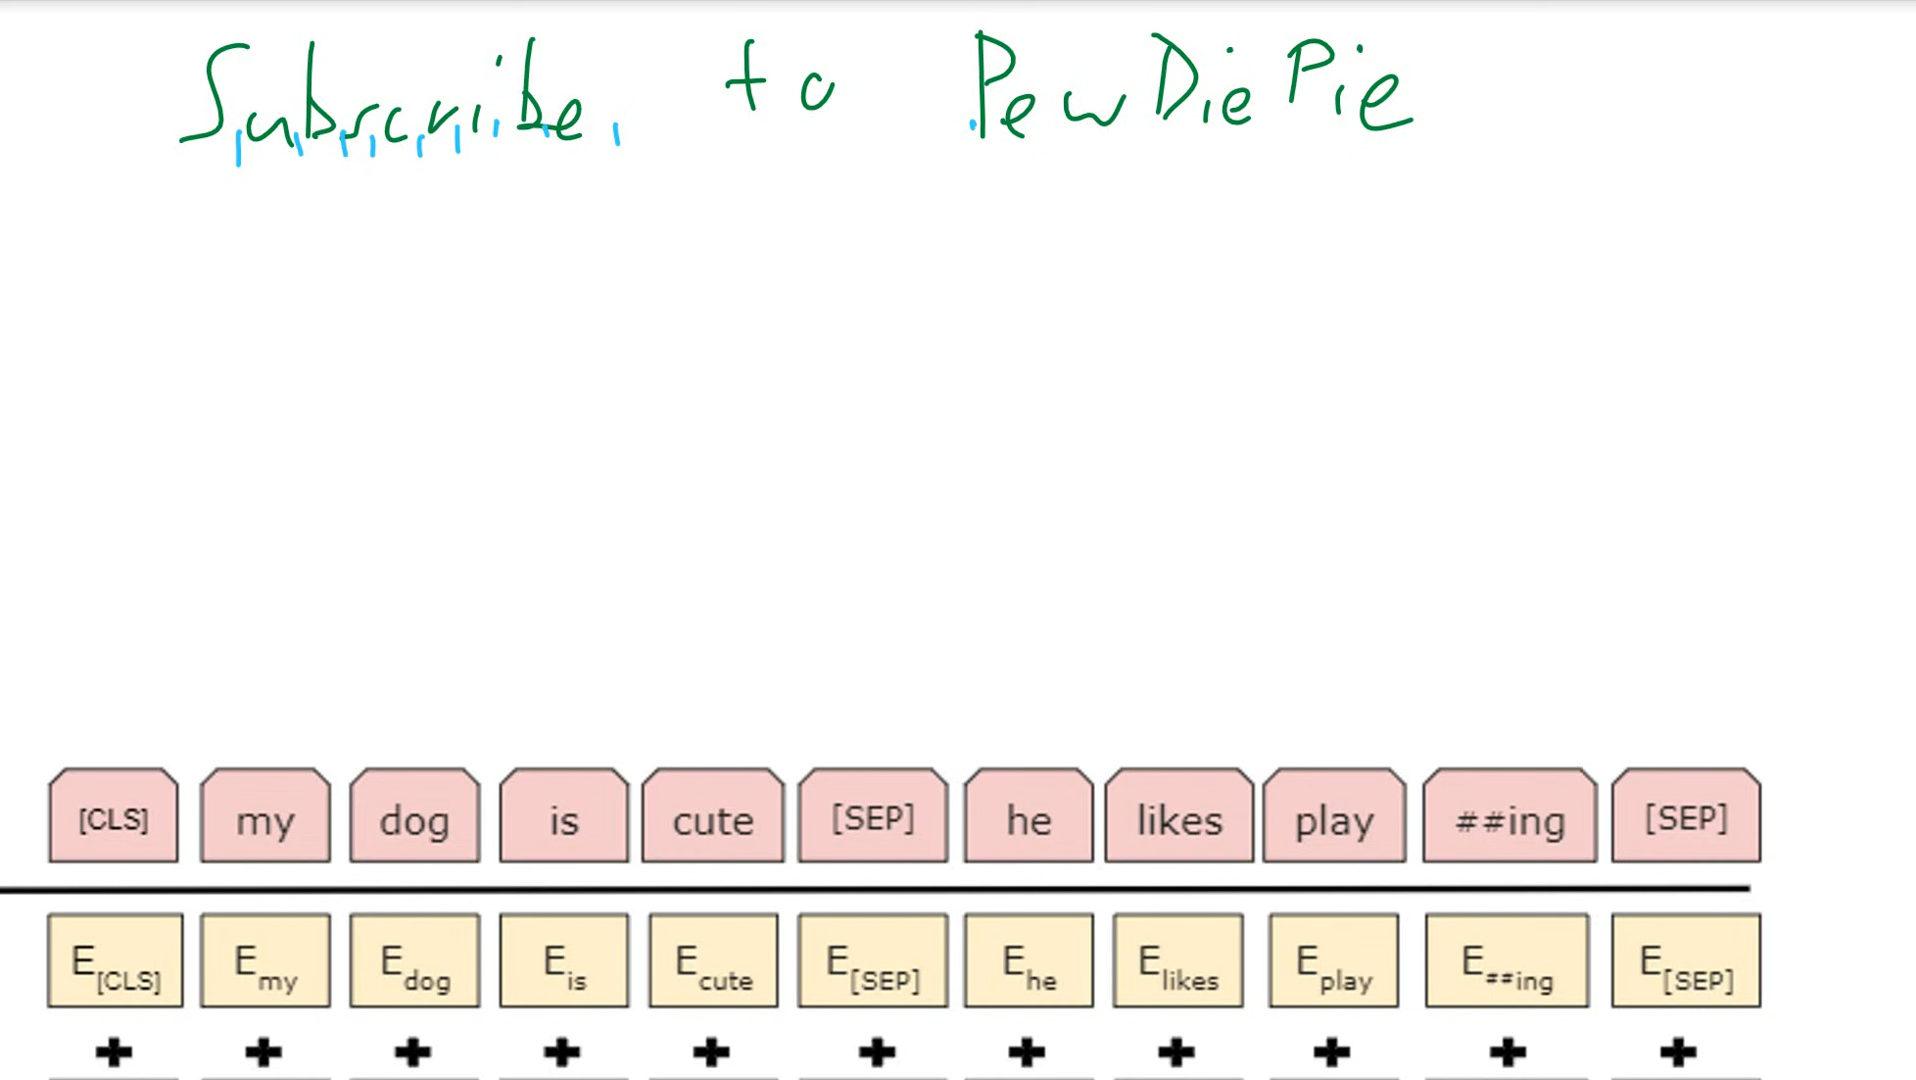 Subscribe to PewDiePie
[CLS] my dog is cute [SEP] he likes play ##ing [SEP]
E[CLS] Emy Edog Eis Ecute E[SEP] Ehe Elikes Eplay E##ing E[SEP]
+ + + + + + + + + + +